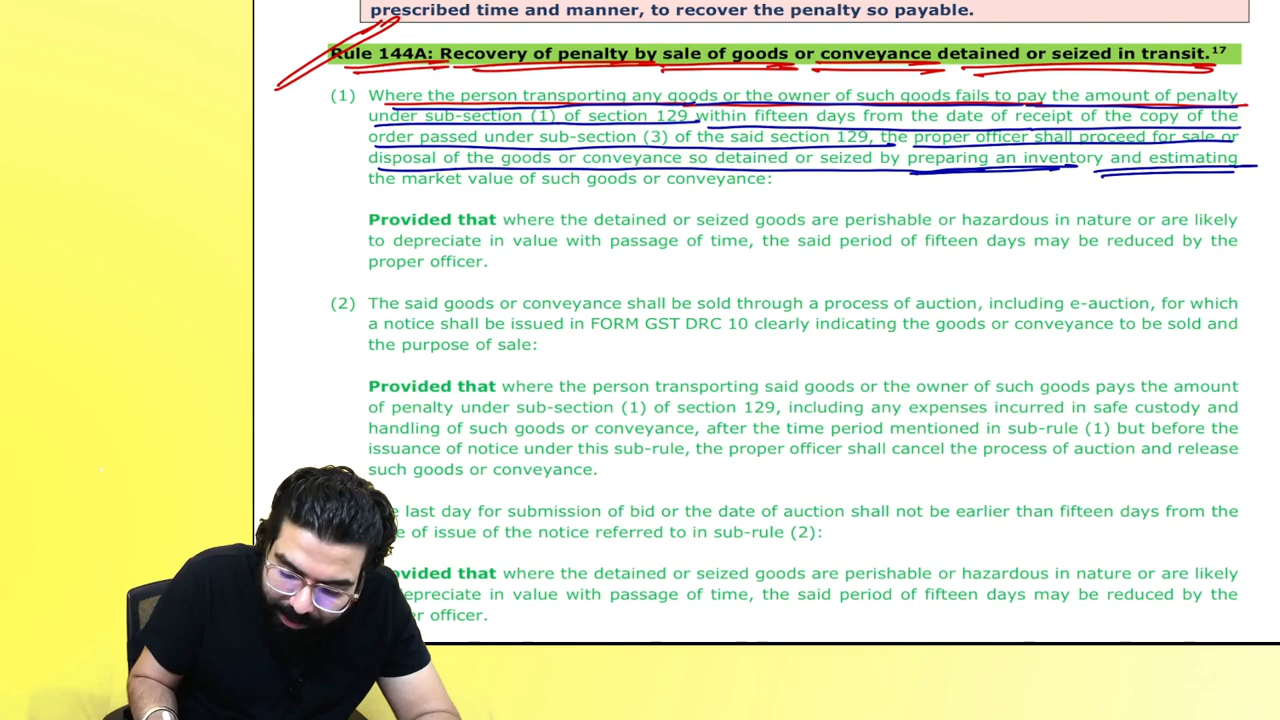 prescribed time and manner, to recover the penalty so payable.
Rule 144A: Recovery of penalty by sale of goods or conveyance detained or seized in transit.17
(1) Where the person transporting any goods or the owner of such goods fails to pay the amount of penalty
under sub-section (1) of section 129 within fifteen days from the date of receipt of the copy of the
order passed under sub-section (3) of the said section 129, the proper officer shall proceed for sale or
disposal of the goods or conveyance so detained or seized by preparing an inventory and estimating
the market value of such goods or conveyance:
Provided that where the detained or seized goods are perishable or hazardous in nature or are likely
to depreciate in value with passage of time, the said period of fifteen days may be reduced by the
proper officer.
(2) The said goods or conveyance shall be sold through a process of auction, including e-auction, for which
a notice shall be issued in FORM GST DRC 10 clearly indicating the goods or conveyance to be sold and
the purpose of sale:
Provided that where the person transporting said goods or the owner of such goods pays the amount
of penalty under sub-section (1) of section 129, including any expenses incurred in safe custody and
handling of such goods or conveyance, after the time period mentioned in sub-rule (1) but before the
issuance of notice under this sub-rule, the proper officer shall cancel the process of auction and release
such goods or conveyance.
last day for submission of bid or the date of auction shall not be earlier than fifteen days from the
of issue of the notice referred to in sub-rule (2):
that where the detained or seized goods are perishable or hazardous in nature or are likely
in value with passage of time, the said period of fifteen days may be reduced by the
officer.